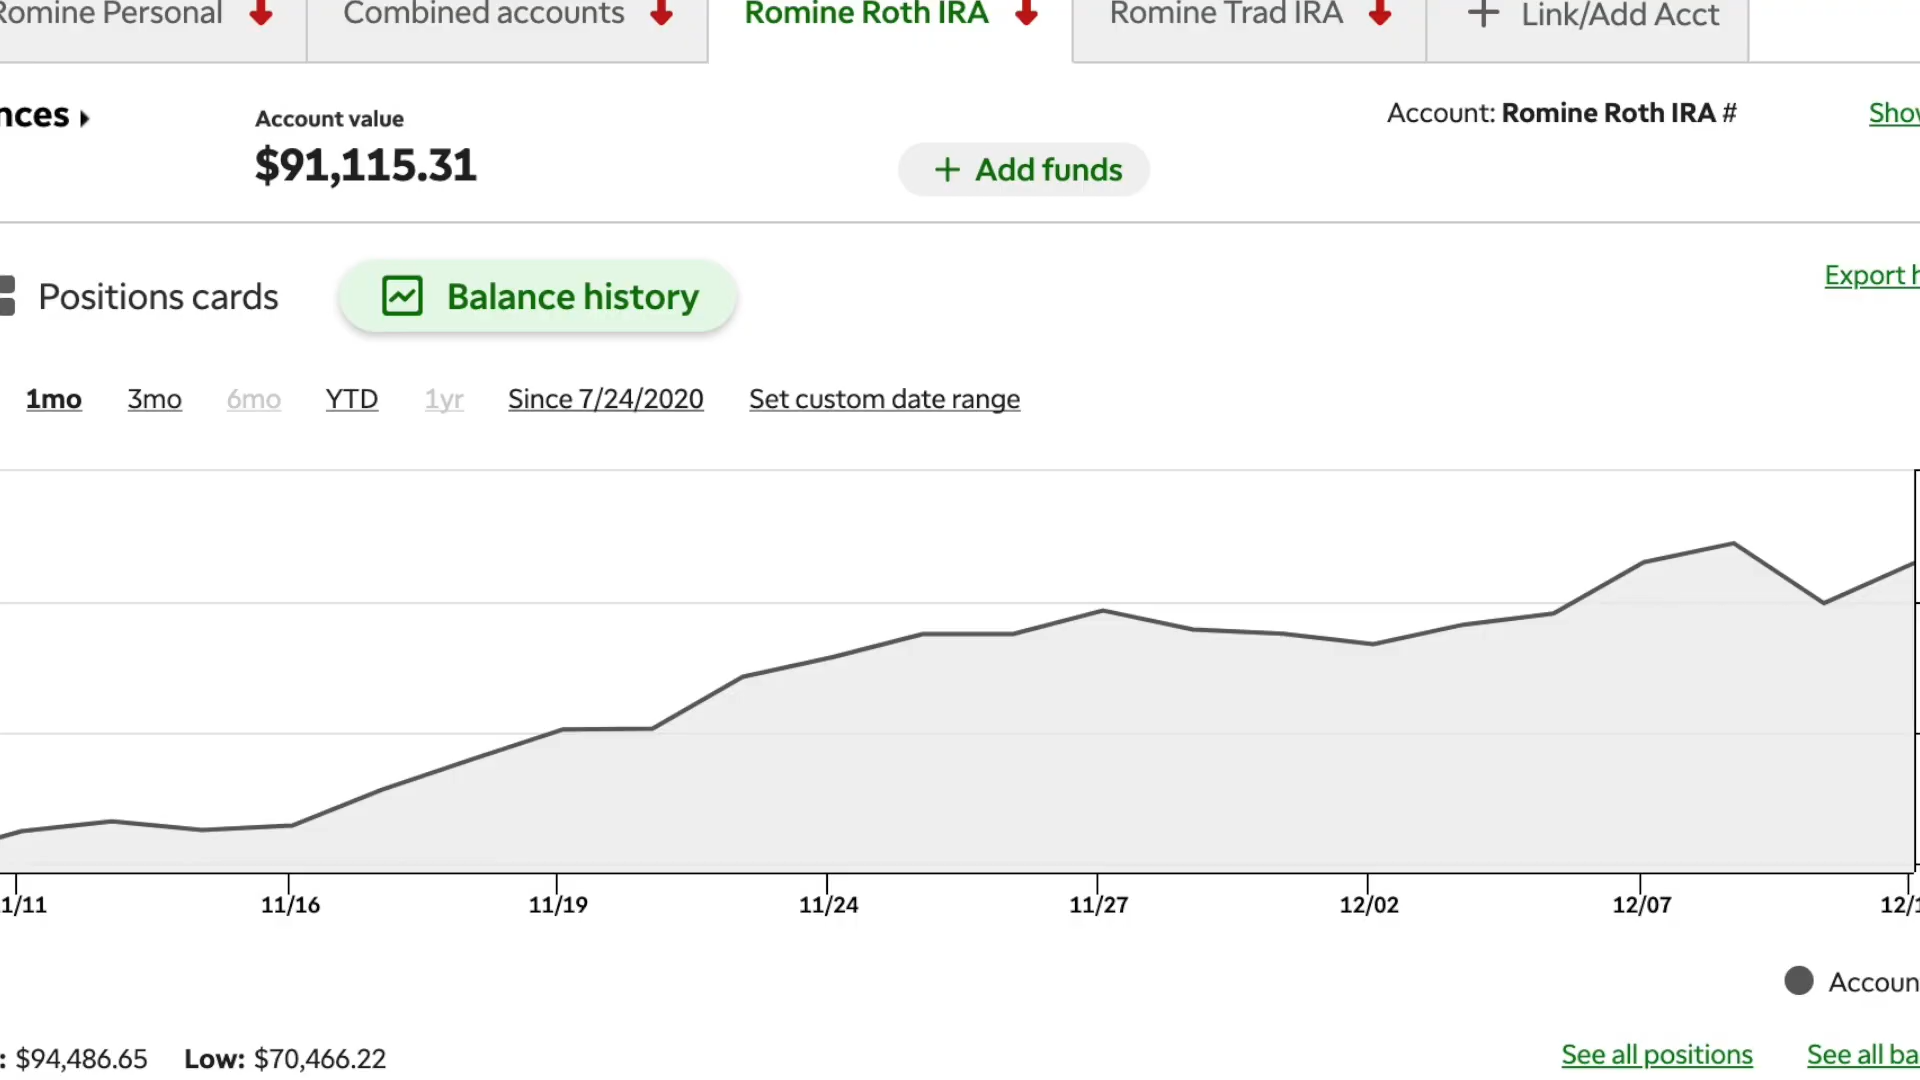 omine Personal Combined accounts Romine Roth IRA Romine Trad IRA + Link/Add Acct
nces Account value Account: Romine Roth IRA # Show
$91,115.31 + Add funds
Positions cards Balance history Export h
1mo 3mo 6mo YTD 1yr Since 7/24/2020 Set custom date range
1/11 11/16 11/19 11/24 11/27 12/02 12/07 12/1
Accoun
: $94,486.65 Low: $70,466.22 See all positions See all ba